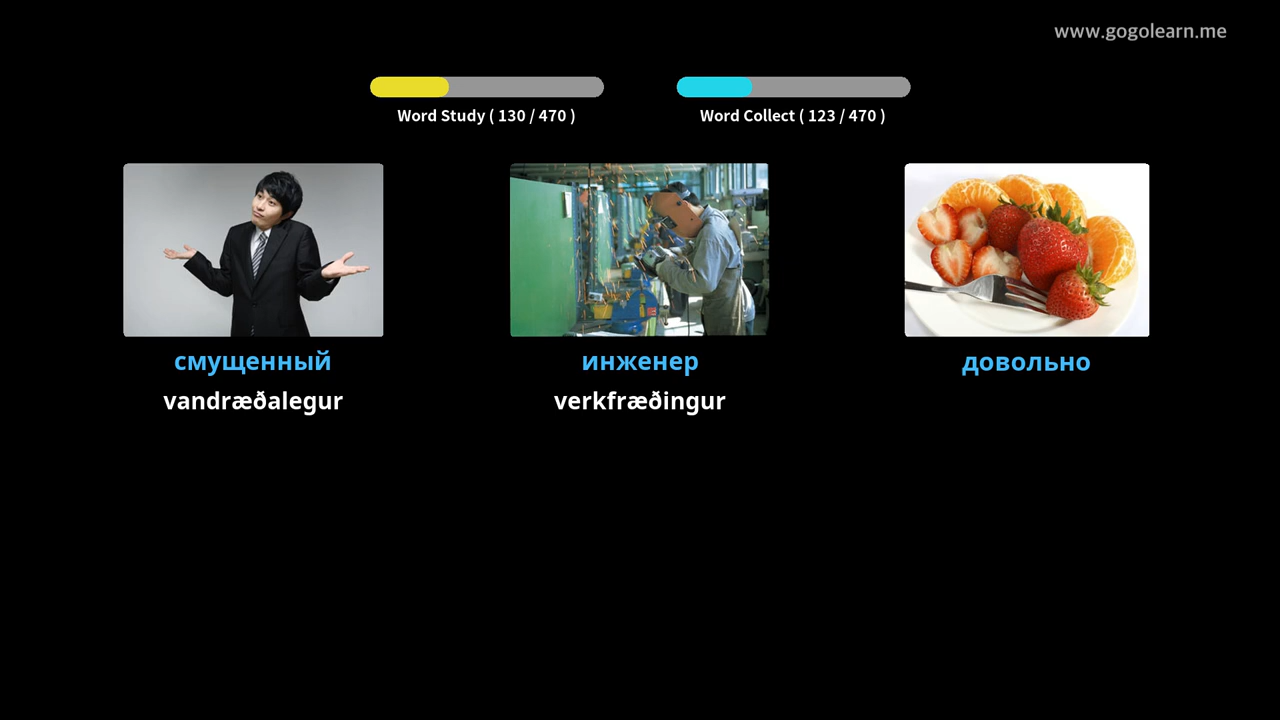 www.gogolearn.me
Word Study ( 130 / 470 )
Word Collect ( 123 / 470 )
смущенный
инженер
довольно
vandræðalegur
verkfræðingur